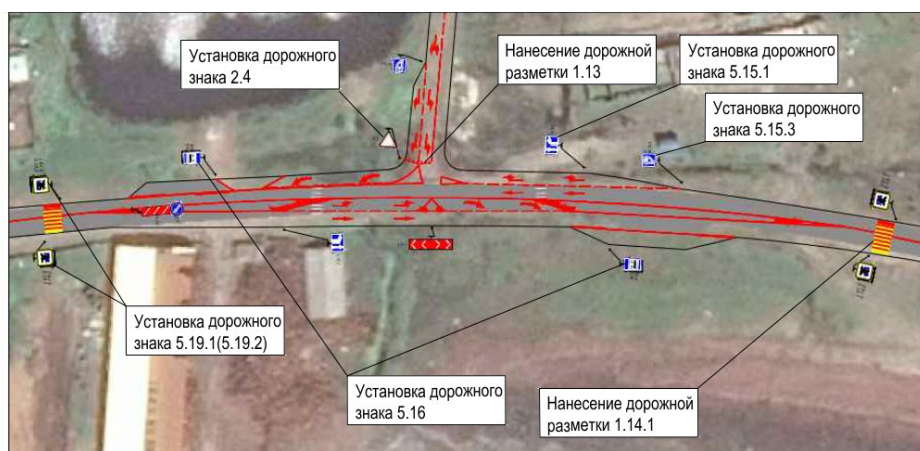 Установка дорожного
знака 2.4
Нанесение дорожной
разметки 1.13
Установка дорожного
знака 5.15.1
Установка дорожного
знака 5.15.3
Установка дорожного
знака 5.19.1(5.19.2)
Установка дорожного
знака 5.16
Нанесение дорожной
разметки 1.14.1